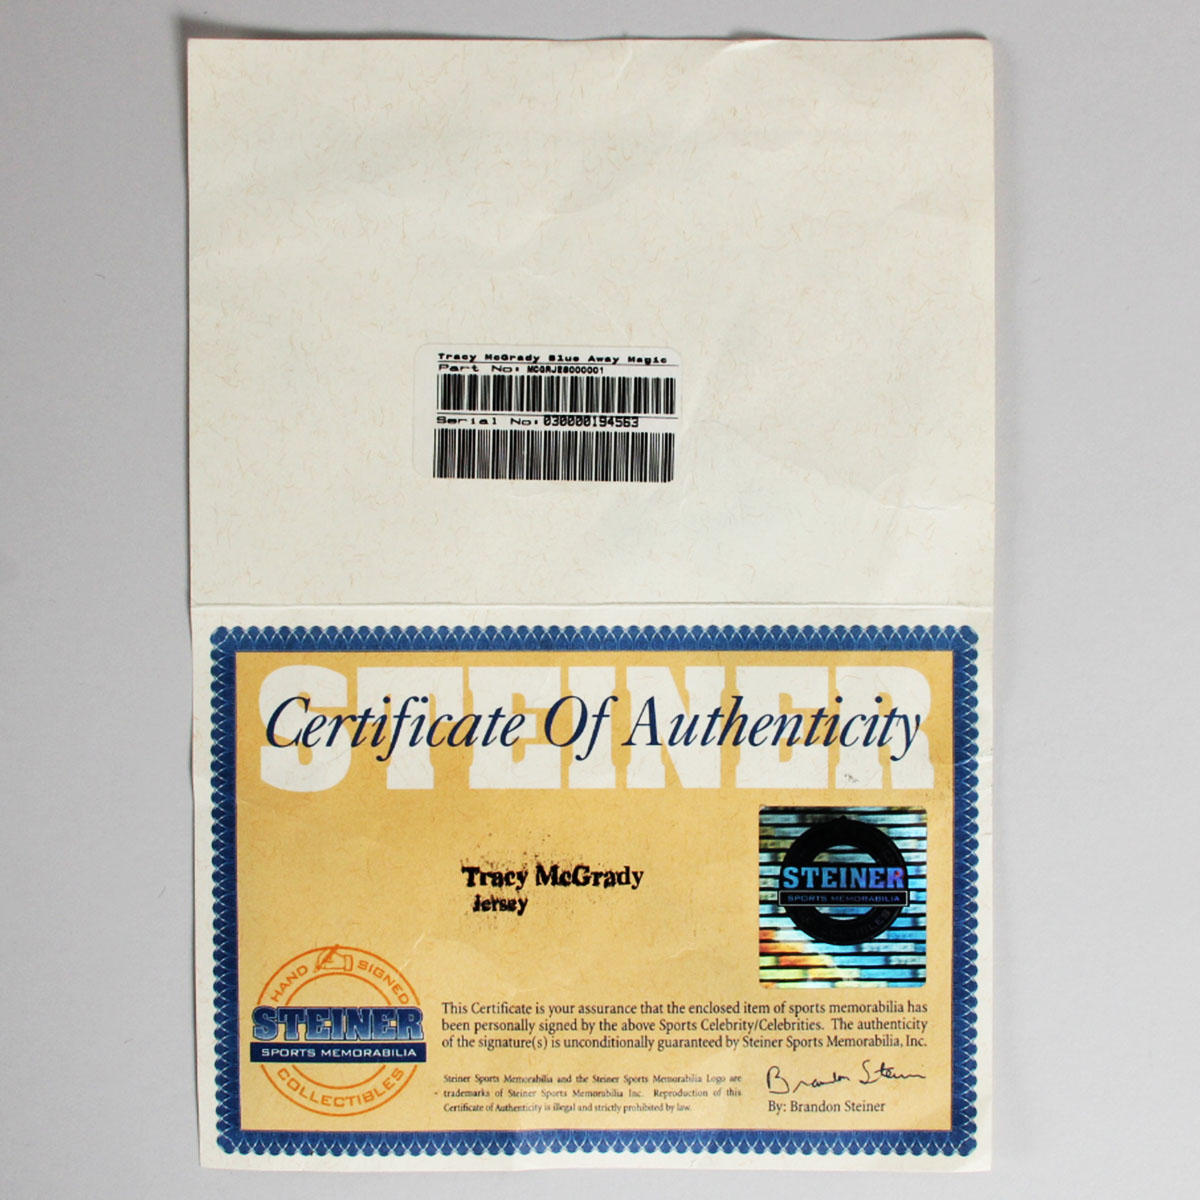 Tracy McGrady Blue Away Magic
Part No: MCGRJES000001
Serial No: 030000194563
STEINER
Certificate Of Authenticity
Tracy McGrady
Jersey
STEINER
SPORTS MEMORABILIA
HAND SIGNED
STEINER
SPORTS MEMORABILIA
COLLECTIBLES
This Certificate is your assurance that the enclosed item of sports memorabilia has
been personally signed by the above Sports Celebrity/Celebrities. The authenticity
of the signature(s) is unconditionally guaranteed by Steiner Sports Memorabilia, Inc.
Steiner Sports Memorabilia and the Steiner Sports Memorabilia Logo are
trademarks of Steiner Sports Memorabilia Inc. Reproduction of this
Certificate of Authenticity is illegal and strictly prohibited by law.
Brandon Steiner
By: Brandon Steiner